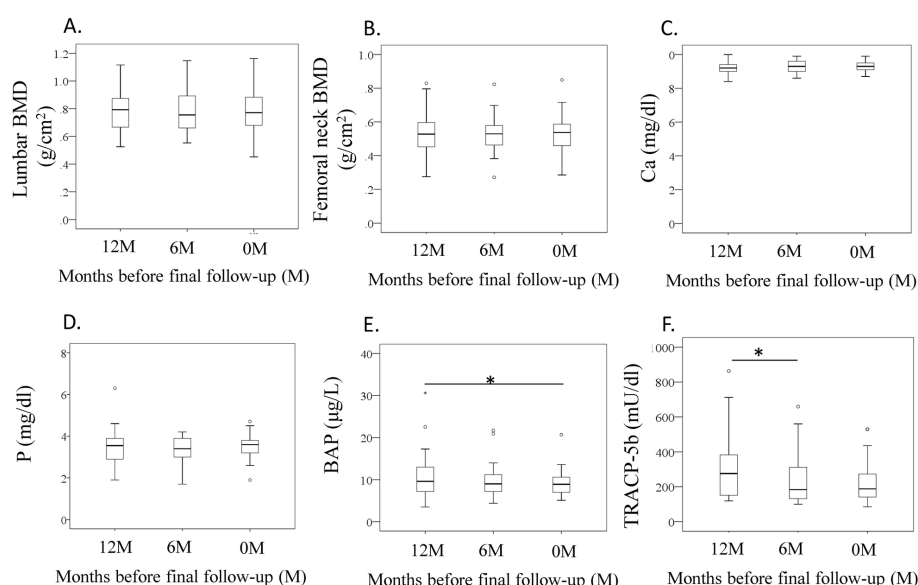 A.
Lumbar BMD
(g/cm²)
1.2
1.0
.8
.6
.4
.2
.0
12M 6M 0M
Months before final follow-up (M)
B.
Femoral neck BMD
(g/cm²)
1.0
.8
.6
.4
.2
.0
12M 6M 0M
Months before final follow-up (M)
C.
Ca (mg/dl)
0
8
6
4
2
0
12M 6M 0M
Months before final follow-up (M)
D.
P (mg/dl)
8
6
4
2
0
12M 6M 0M
Months before final follow-up (M)
E.
BAP (μg/L)
40
30
20
10
0
*
12M 6M 0M
Months before final follow-up (M)
F.
TRACP-5b (mU/dl)
000
800
600
400
200
0
*
12M 6M 0M
Months before final follow-up (M)